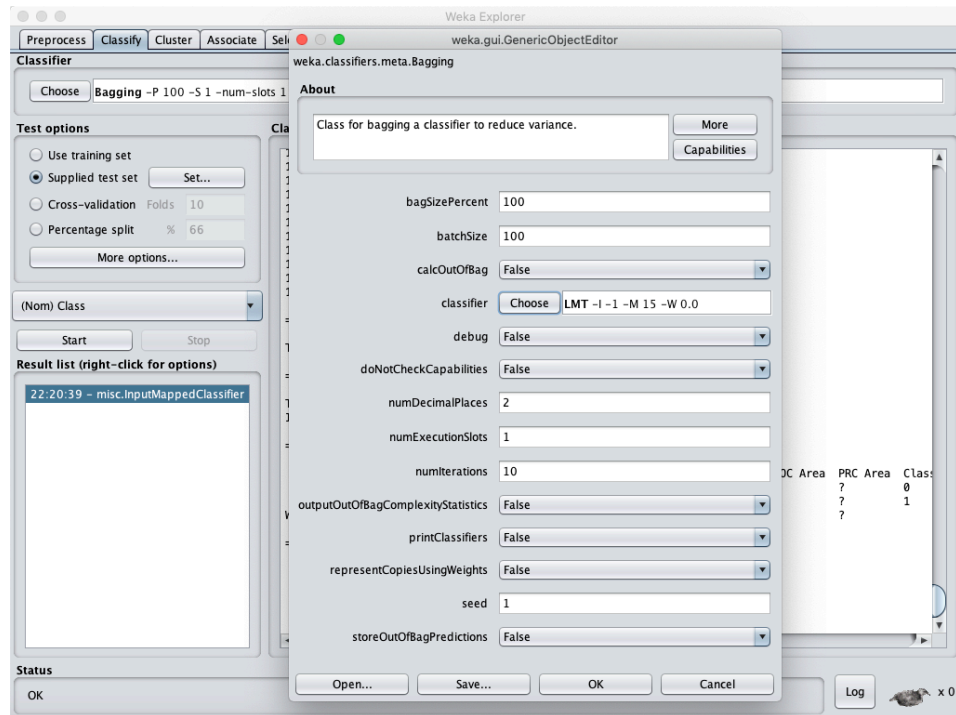 Weka Explorer
Preprocess Classify Cluster Associate Sel
weka.gui.GenericObjectEditor
Classifier
Choose Bagging -P 100 -S 1 -num-slots 1
weka.classifiers.meta.Bagging
About
Class for bagging a classifier to reduce variance.
More
Capabilities
Test options
Use training set
Supplied test set Set...
Cross-validation Folds 10
Percentage split % 66
More options...
(Nom) Class
Start Stop
Result list (right-click for options)
22:20:39 - misc.InputMappedClassifier
Cla
bagSizePercent 100
batchSize 100
calcOutOfBag False
classifier Choose LMT -I -1 -M 15 -W 0.0
debug False
doNotCheckCapabilities False
numDecimalPlaces 2
numExecutionSlots 1
numIterations 10
outputOutOfBagComplexityStatistics False
printClassifiers False
representCopiesUsingWeights False
seed 1
storeOutOfBagPredictions False
Open... Save... OK Cancel
OC Area PRC Area Clas
? 0
? 1
?
Status
OK
Log x 0